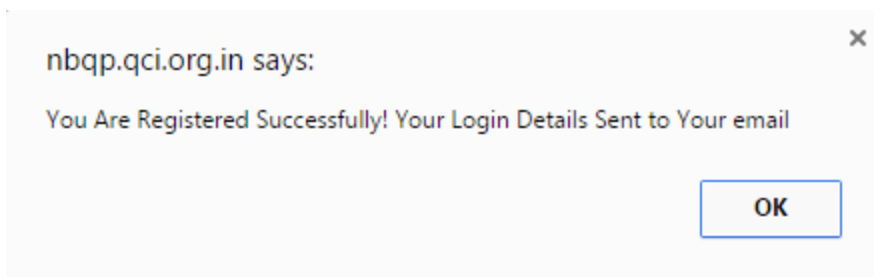 nbqp.qci.org.in says:
You Are Registered Successfully! Your Login Details Sent to Your email
OK